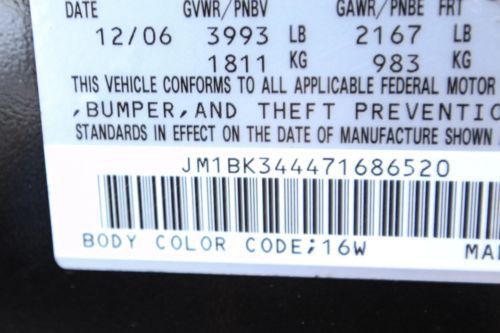 DATE GVWR/PNBV GAWR/PNBE FRT
12/06 3993 LB 2167 LB
1811 KG 983 KG
THIS VEHICLE CONFORMS TO ALL APPLICABLE FEDERAL MOTOR
,BUMPER,AND THEFT PREVENTIO
STANDARDS IN EFFECT ON THE DATE OF MANUFACTURE SHOWN
JM1BK344471686520
BODY COLOR CODE;16W MAD